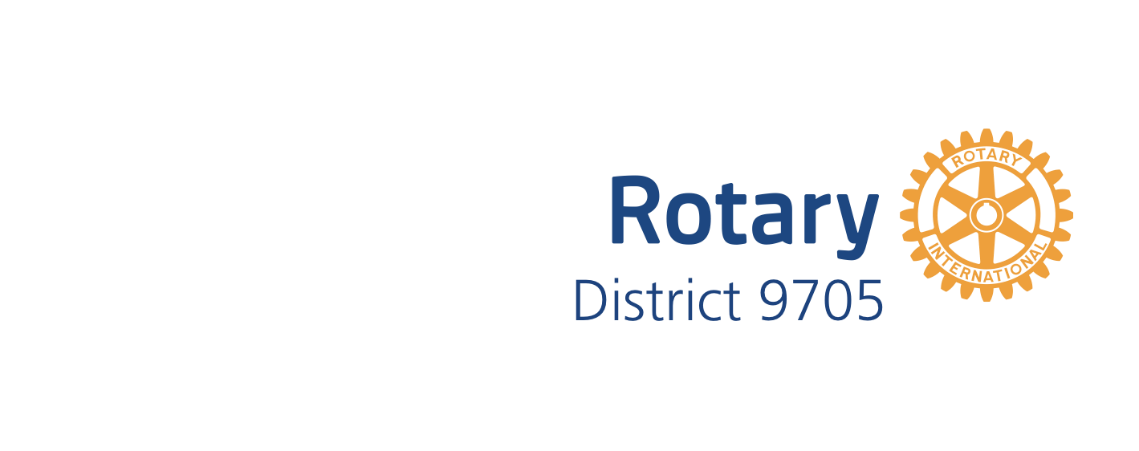 Rotary
District 9705
ROTARY
INTERNATIONAL